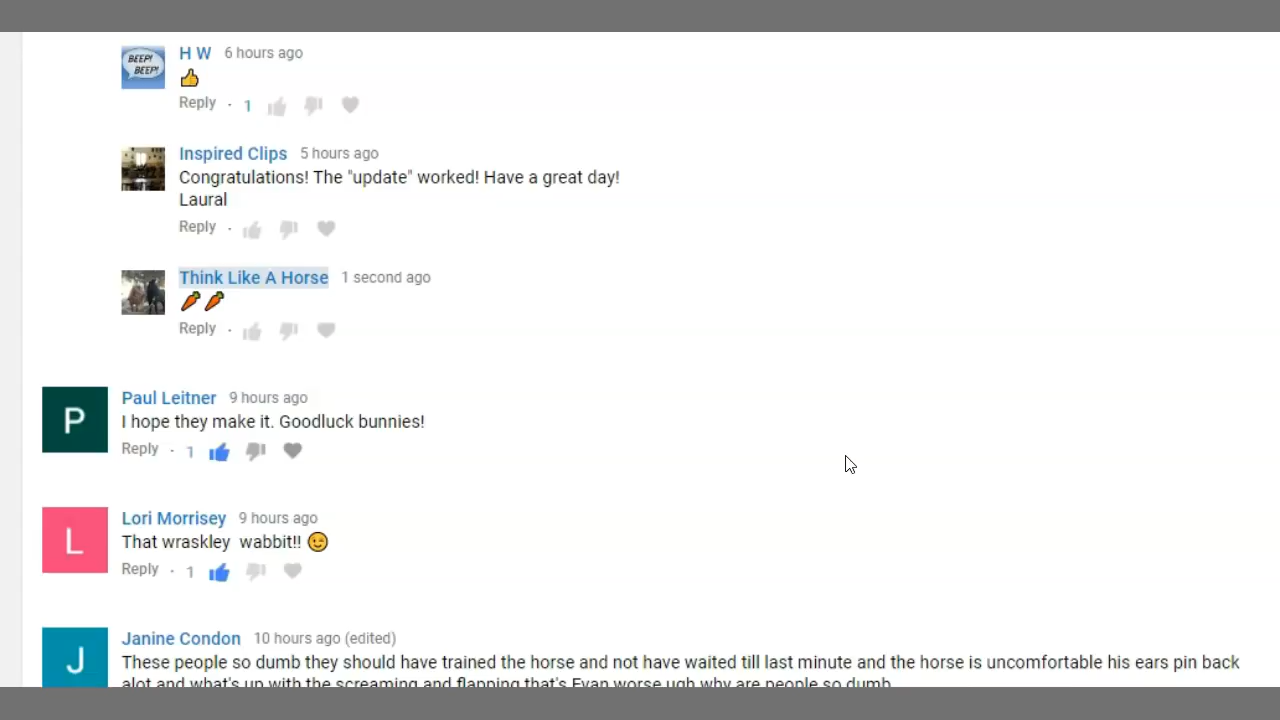 BEEP!
BEEP!
H W 6 hours ago
👍
Reply · 1
Inspired Clips 5 hours ago
Congratulations! The "update" worked! Have a great day!
Laural
Reply ·
Think Like A Horse 1 second ago
🥕🥕
Reply ·
P
Paul Leitner 9 hours ago
I hope they make it. Goodluck bunnies!
Reply · 1
L
Lori Morrisey 9 hours ago
That wraskley wabbit!! 😉
Reply · 1
J
Janine Condon 10 hours ago (edited)
These people so dumb they should have trained the horse and not have waited till last minute and the horse is uncomfortable his ears pin back
alot and what's up with the screaming and flapping that's Evan worse ugh why are people so dumb